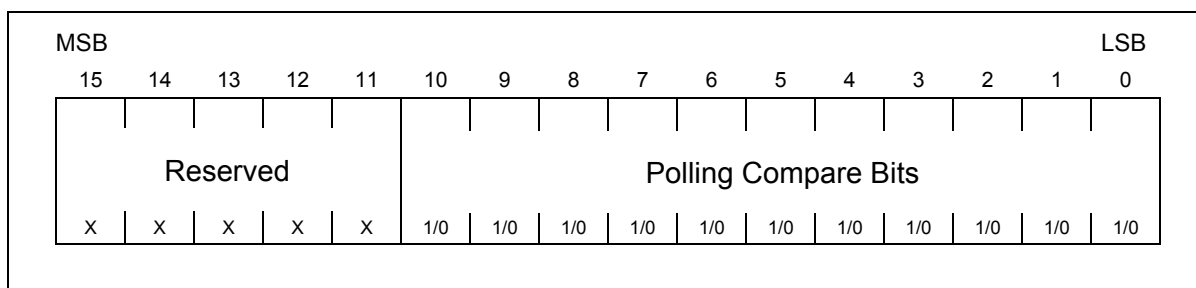 MSB LSB
15 14 13 12 11 10 9 8 7 6 5 4 3 2 1 0
Reserved Polling Compare Bits
X X X X X 1/0 1/0 1/0 1/0 1/0 1/0 1/0 1/0 1/0 1/0 1/0